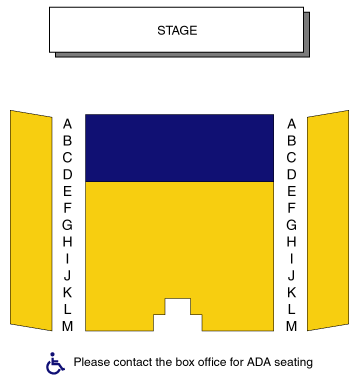 STAGE
A A
B B
C C
D D
E E
F F
G G
H H
I I
J J
K K
L L
M M
Please contact the box office for ADA seating